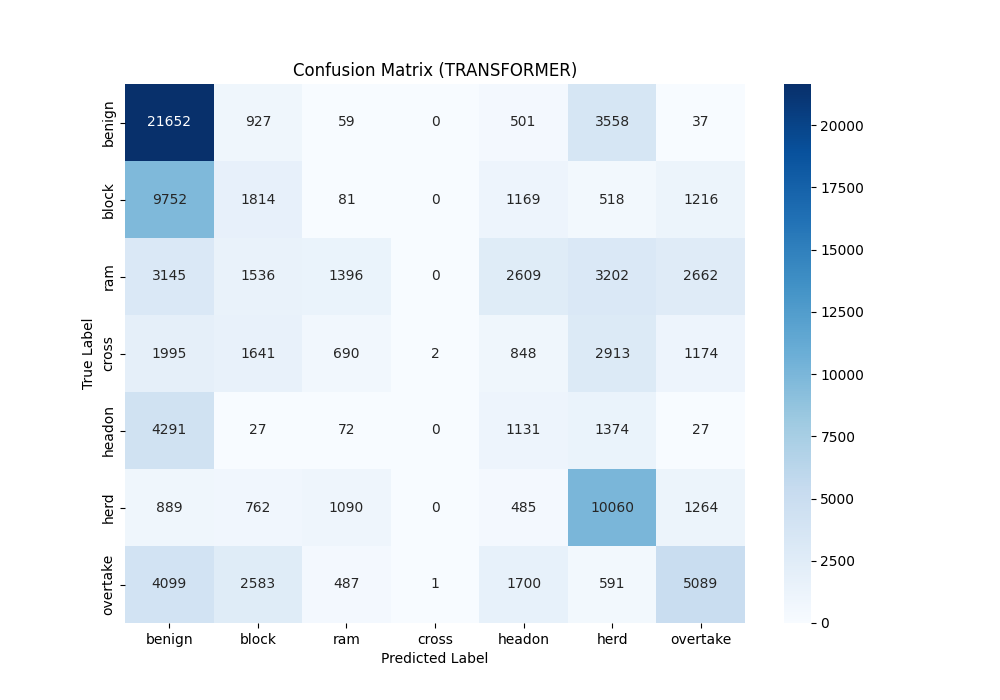 Confusion Matrix (TRANSFORMER)
True Label
benign 21652 927 59 0 501 3558 37
block 9752 1814 81 0 1169 518 1216
ram 3145 1536 1396 0 2609 3202 2662
cross 1995 1641 690 2 848 2913 1174
headon 4291 27 72 0 1131 1374 27
herd 889 762 1090 0 485 10060 1264
overtake 4099 2583 487 1 1700 591 5089
benign block ram cross headon herd overtake
Predicted Label
20000
17500
15000
12500
10000
7500
5000
2500
0